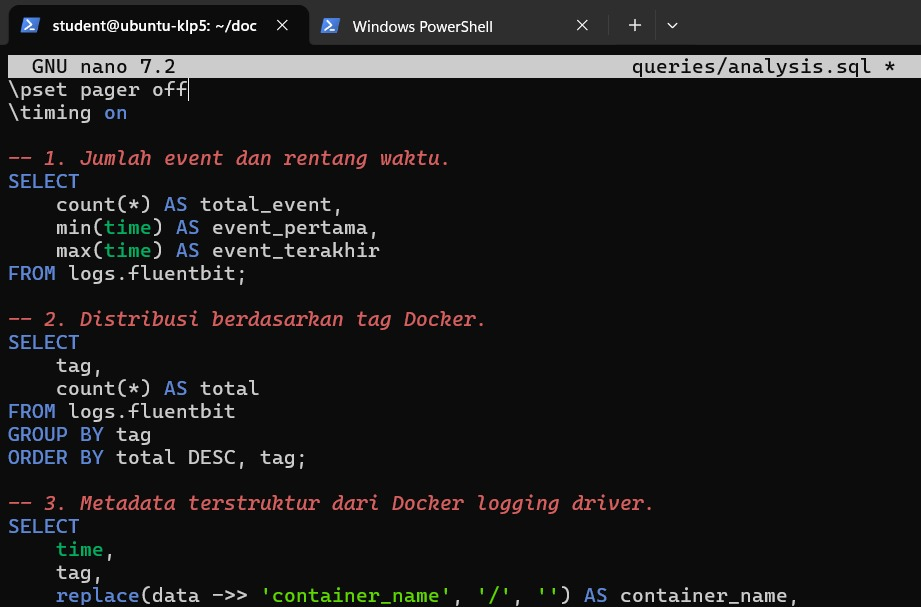 student@ubuntu-klp5: ~/doc
Windows PowerShell
GNU nano 7.2 queries/analysis.sql *
\pset pager off
\timing on
-- 1. Jumlah event dan rentang waktu.
SELECT
count(*) AS total_event,
min(time) AS event_pertama,
max(time) AS event_terakhir
FROM logs.fluentbit;
-- 2. Distribusi berdasarkan tag Docker.
SELECT
tag,
count(*) AS total
FROM logs.fluentbit
GROUP BY tag
ORDER BY total DESC, tag;
-- 3. Metadata terstruktur dari Docker logging driver.
SELECT
time,
tag,
replace(data ->> 'container_name', '/', '') AS container_name,